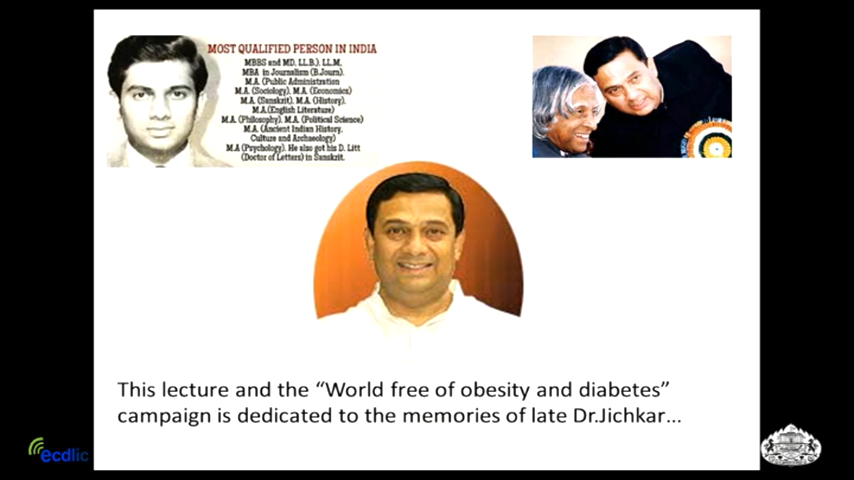 MOST QUALIFIED PERSON IN INDIA
MBBS and MD, LL.B.), LL.M.
MBA in Journalism (B.Journ).
M.A. (Public Administration
M.A. (Sociology), M.A. (Economics)
M.A. (Sanskrit), M.A. (History),
M.A.(English Literature)
M.A. (Philosophy), M.A. (Political Science)
M.A. (Ancient Indian History,
Culture and Archaeology)
M.A (Psychology). He also got his D. Litt
(Doctor of Letters) in Sanskrit.
This lecture and the “World free of obesity and diabetes”
campaign is dedicated to the memories of late Dr.Jichkar...
ecdlic